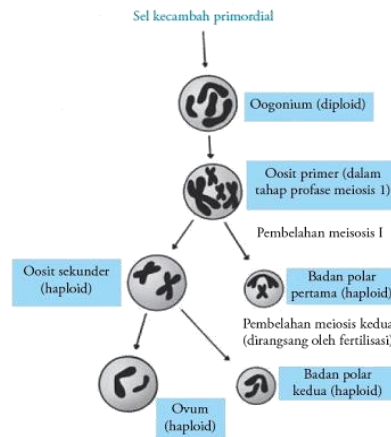 Sel kecambah primordial
Oogonium (diploid)
Oosit primer (dalam
tahap profase meiosis 1)
Pembelahan meisosis I
Oosit sekunder
(haploid)
Badan polar
pertama (haploid)
Pembelahan meiosis kedua
(dirangsang oleh fertilisasi)
Badan polar
kedua (haploid)
Ovum
(haploid)